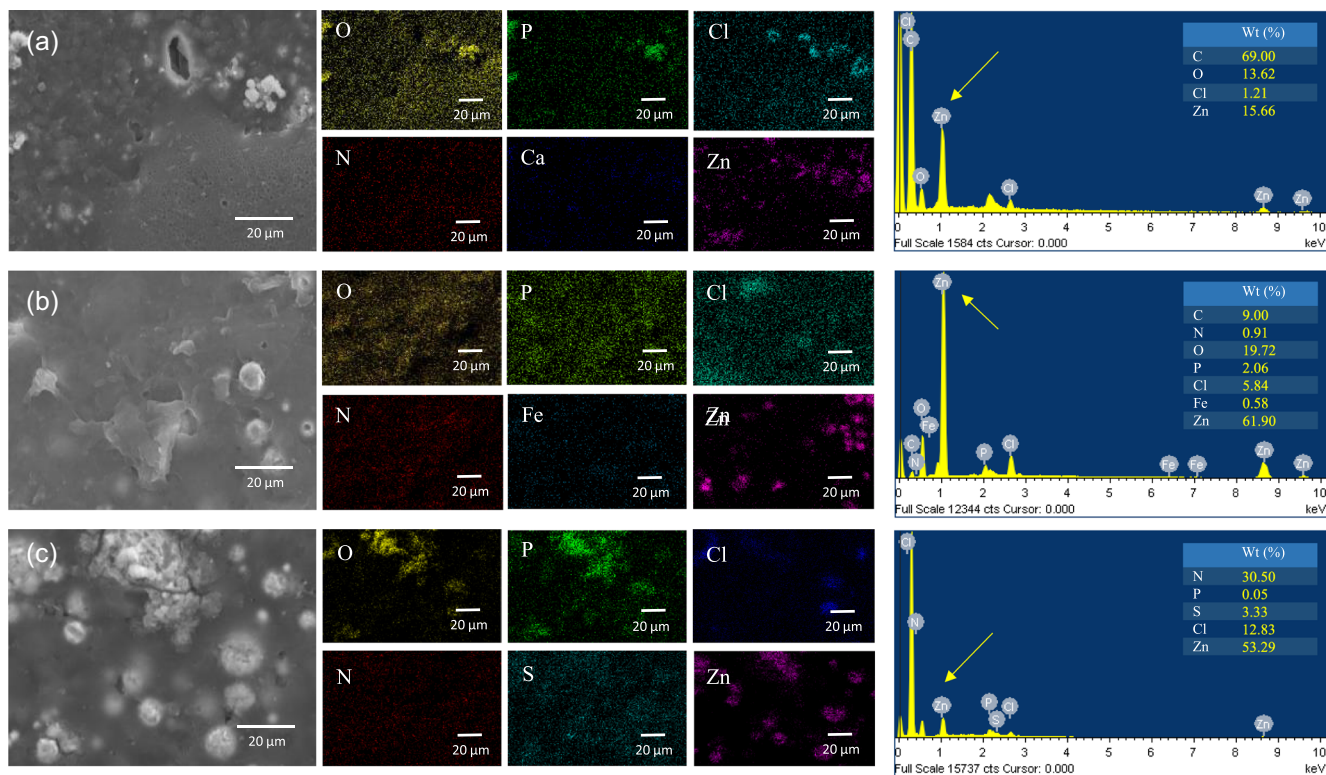 (a)
20 µm
O
20 µm
P
20 µm
Cl
20 µm
N
20 µm
Ca
20 µm
Zn
20 µm
Cl
C
O
Zn
Cl
Zn
Zn
Wt (%)
C 69.00
O 13.62
Cl 1.21
Zn 15.66
0 1 2 3 4 5 6 7 8 9 10
Full Scale 1584 cts Cursor: 0.000 keV
(b)
20 µm
O
20 µm
P
20 µm
Cl
20 µm
N
20 µm
Fe
20 µm
Zn
20 µm
Zn
O
Fe
C
N
P
Cl
Fe
Fe
Zn
Zn
Wt (%)
C 9.00
N 0.91
O 19.72
P 2.06
Cl 5.84
Fe 0.58
Zn 61.90
0 1 2 3 4 5 6 7 8 9 10
Full Scale 12344 cts Cursor: 0.000 keV
(c)
20 µm
O
20 µm
P
20 µm
Cl
20 µm
N
20 µm
S
20 µm
Zn
20 µm
Cl
N
Zn
P
S
Cl
Zn
Wt (%)
N 30.50
P 0.05
S 3.33
Cl 12.83
Zn 53.29
0 1 2 3 4 5 6 7 8 9 10
Full Scale 15737 cts Cursor: 0.000 keV